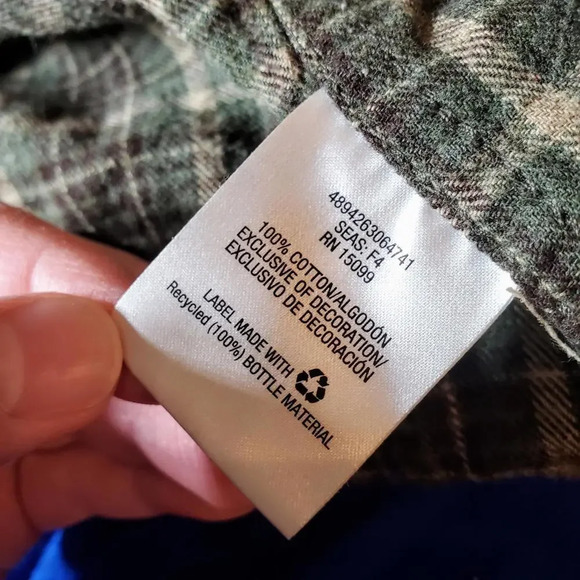 4894263064741
SEAS: F4
RN 15099
100% COTTON/ALGODÓN
EXCLUSIVE OF DECORATION/
EXCLUSIVO DE DECORACIÓN
LABEL MADE WITH
Recycled (100%) BOTTLE MATERIAL